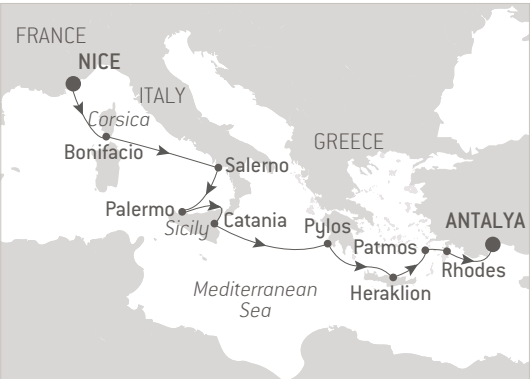 FRANCE
NICE
ITALY
Corsica
Bonifacio
GREECE
Salerno
Palermo
Sicily
Catania
Pylos
Patmos
ANTALYA
Rhodes
Heraklion
Mediterranean
Sea